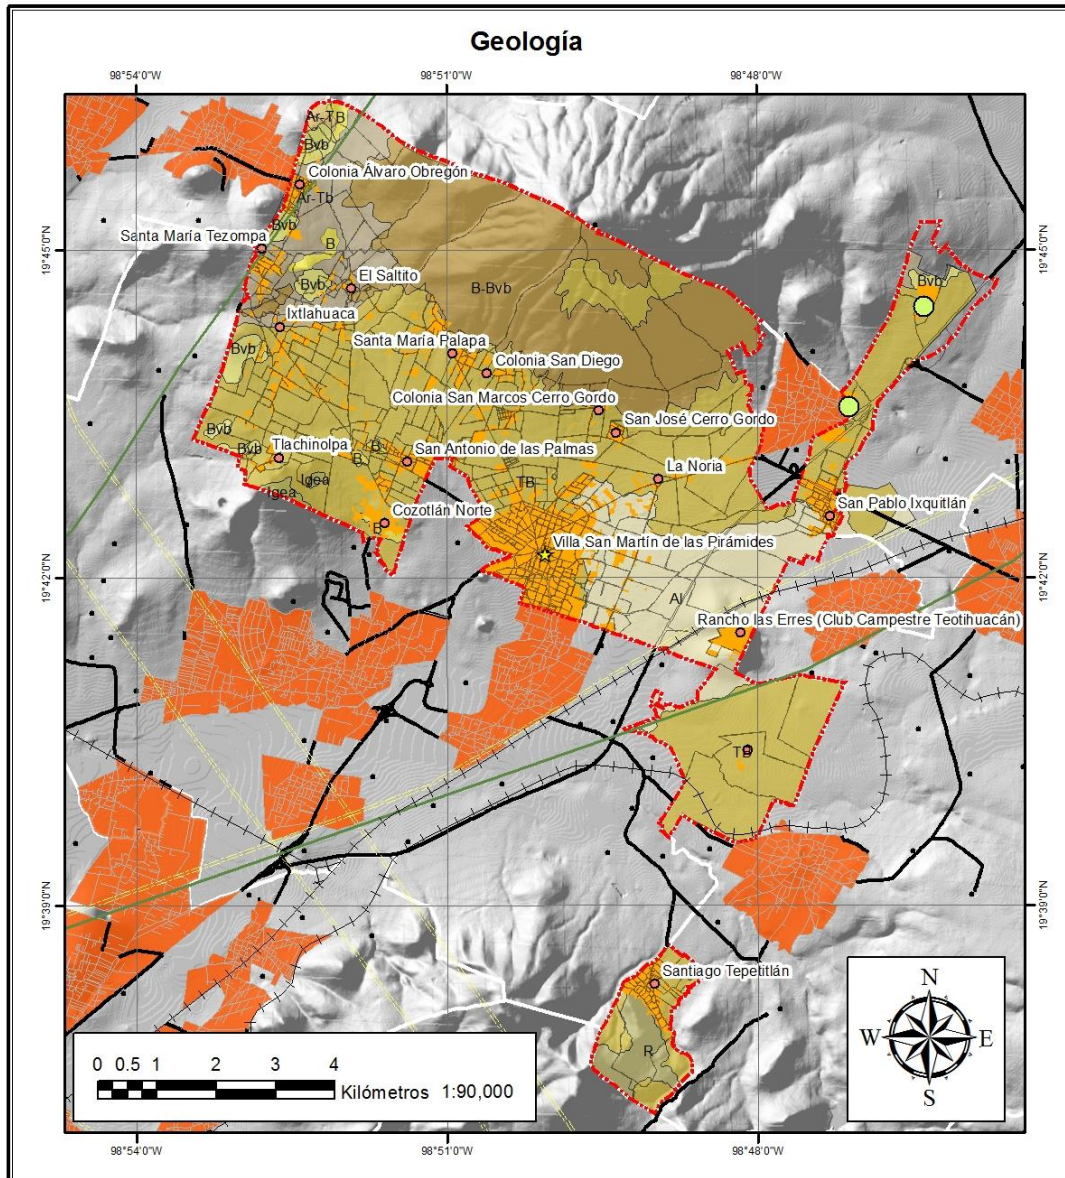 Geología
98°54'0"W
98°51'0"W
98°48'0"W
Ar-TB
Bvb
Colonia Álvaro Obregón
Ar-Tb
Bvb
Santa María Tezompa
B
19°45'0"N
19°45'0"N
El Saltito
Bvb
B-Bvb
Bvb
Ixtlahuaca
Santa María Palapa
Bvb
Colonia San Diego
Colonia San Marcos Cerro Gordo
San José Cerro Gordo
Bvb
Bvb
Tlachinolpa
B
B
San Antonio de las Palmas
La Noria
Igea
Igea
TB
Cozotlán Norte
B
San Pablo Ixquitlán
Villa San Martín de las Pirámides
19°42'0"N
19°42'0"N
Al
Rancho las Erres (Club Campestre Teotihuacán)
TB
19°39'0"N
19°39'0"N
Santiago Tepetitlán
R
N
W
E
S
0 0.5 1 2 3 4
Kilómetros 1:90,000
98°54'0"W
98°51'0"W
98°48'0"W